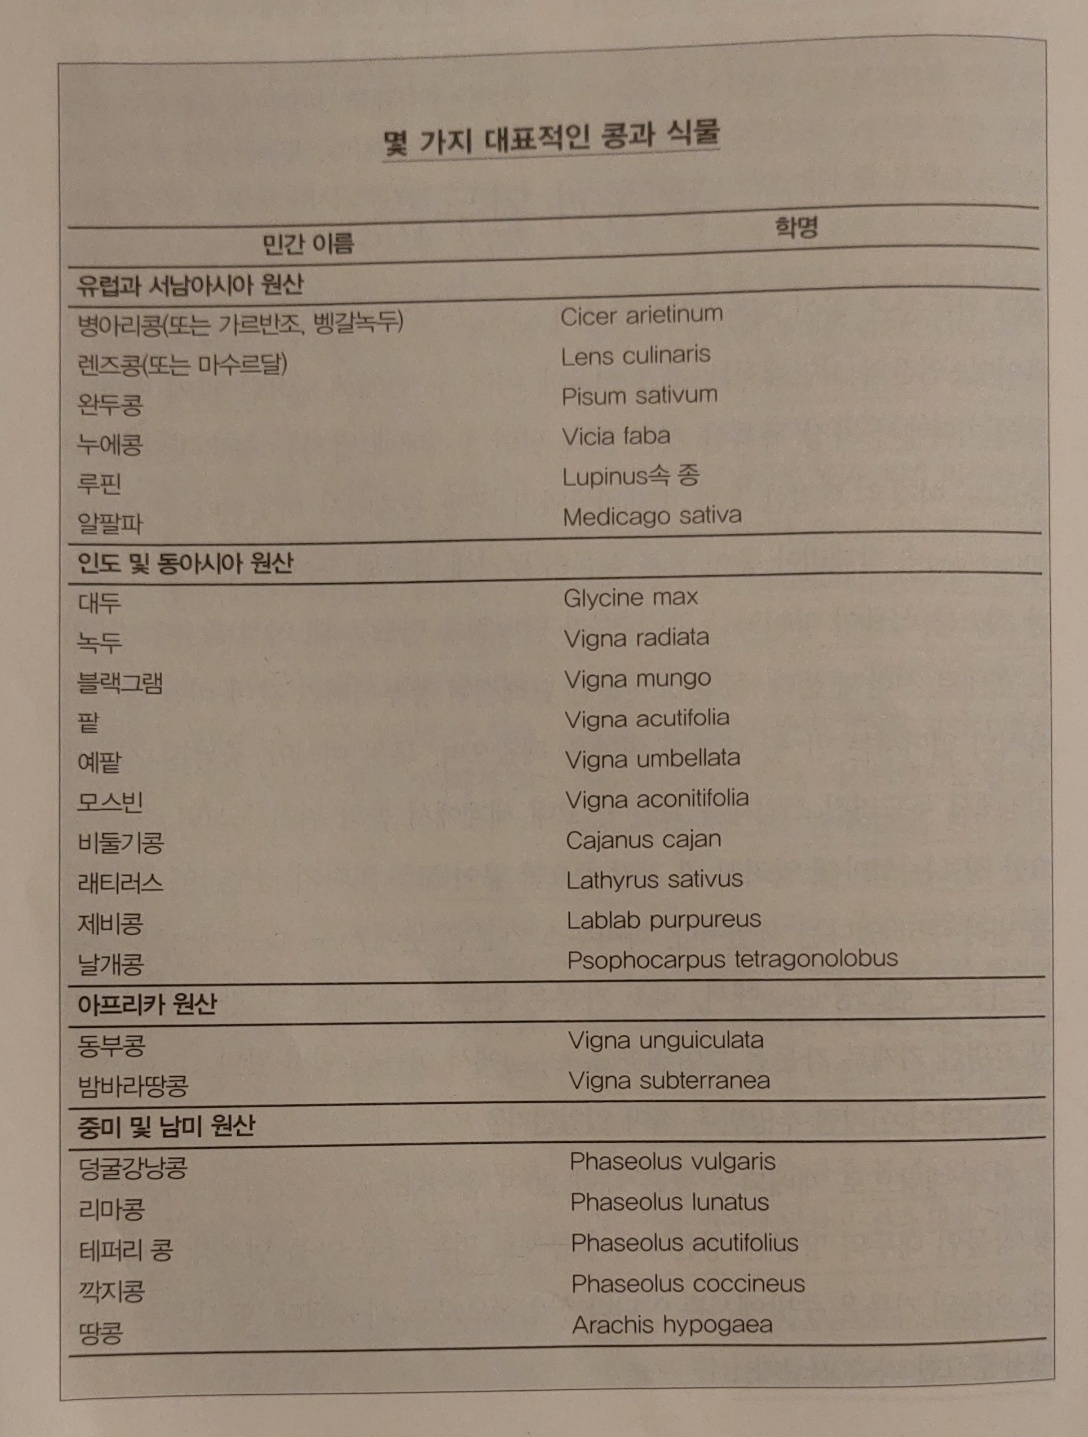 몇 가지 대표적인 콩과 식물
민간 이름 학명
유럽과 서남아시아 원산
병아리콩(또는 가르반조, 벵갈녹두) Cicer arietinum
렌즈콩(또는 마수르달) Lens culinaris
완두콩 Pisum sativum
누에콩 Vicia faba
루핀 Lupinus속 종
알팔파 Medicago sativa
인도 및 동아시아 원산
대두 Glycine max
녹두 Vigna radiata
블랙그램 Vigna mungo
팥 Vigna acutifolia
예팥 Vigna umbellata
모스빈 Vigna aconitifolia
비둘기콩 Cajanus cajan
래티러스 Lathyrus sativus
제비콩 Lablab purpureus
날개콩 Psophocarpus tetragonolobus
아프리카 원산
동부콩 Vigna unguiculata
밤바라땅콩 Vigna subterranea
중미 및 남미 원산
덩굴강낭콩 Phaseolus vulgaris
리마콩 Phaseolus lunatus
테퍼리 콩 Phaseolus acutifolius
깍지콩 Phaseolus coccineus
땅콩 Arachis hypogaea